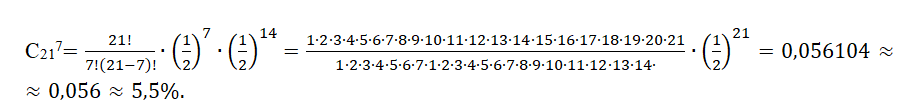 C₂₁⁷= 21!/(7!(21−7)!) · (1/2)⁷ · (1/2)¹⁴ = (1·2·3·4·5·6·7·8·9·10·11·12·13·14·15·16·17·18·19·20·21)/(1·2·3·4·5·6·7·1·2·3·4·5·6·7·8·9·10·11·12·13·14·) · (1/2)²¹ = 0,056104 ≈
≈ 0,056 ≈ 5,5%.